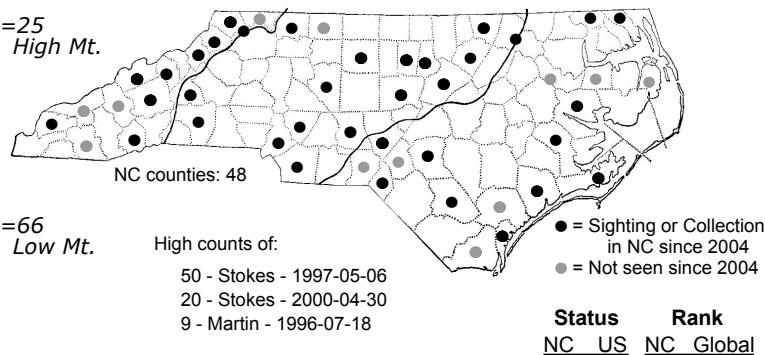 =25
High Mt.
NC counties: 48
=66
Low Mt.
High counts of:
50 - Stokes - 1997-05-06
20 - Stokes - 2000-04-30
9 - Martin - 1996-07-18
= Sighting or Collection
in NC since 2004
= Not seen since 2004
Status Rank
NC US NC Global